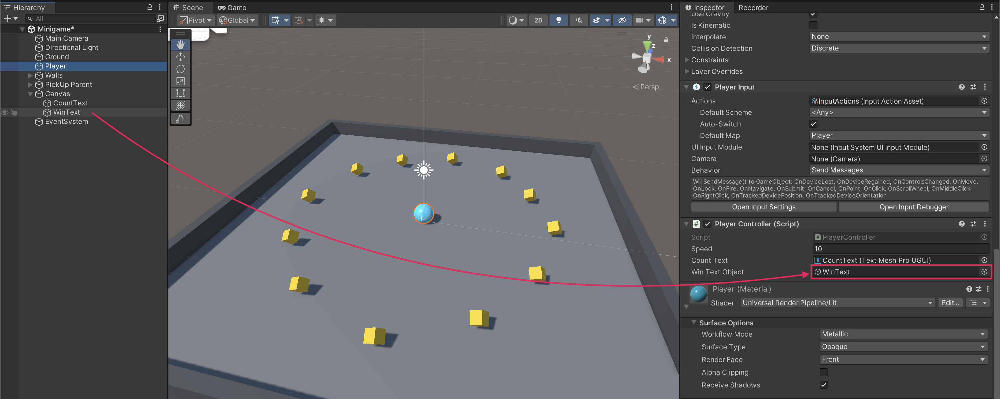 Hierarchy
All
Minigame*
Main Camera
Directional Light
Ground
Player
Walls
PickUp Parent
Canvas
CountText
WinText
EventSystem
Scene
Game
Pivot
Global
2D
y
z
x
Persp
Inspector
Recorder
Use Gravity
Is Kinematic
Interpolate None
Collision Detection Discrete
Constraints
Layer Overrides
Player Input
Actions InputActions (Input Action Asset)
Default Scheme <Any>
Auto-Switch
Default Map Player
UI Input Module None (Input System UI Input Module)
Camera None (Camera)
Behavior Send Messages
Will SendMessage() to GameObject: OnDeviceLost, OnDeviceRegained, OnControlsChanged, OnMove,
OnLook, OnFire, OnNavigate, OnSubmit, OnCancel, OnPoint, OnClick, OnScrollWheel, OnMiddleClick,
OnRightClick, OnTrackedDevicePosition, OnTrackedDeviceOrientation
Open Input Settings Open Input Debugger
# Player Controller (Script)
Script # PlayerController
Speed 10
Count Text T CountText (Text Mesh Pro UGUI)
Win Text Object WinText
Player (Material)
Shader Universal Render Pipeline/Lit Edit...
Surface Options
Workflow Mode Metallic
Surface Type Opaque
Render Face Front
Alpha Clipping
Receive Shadows